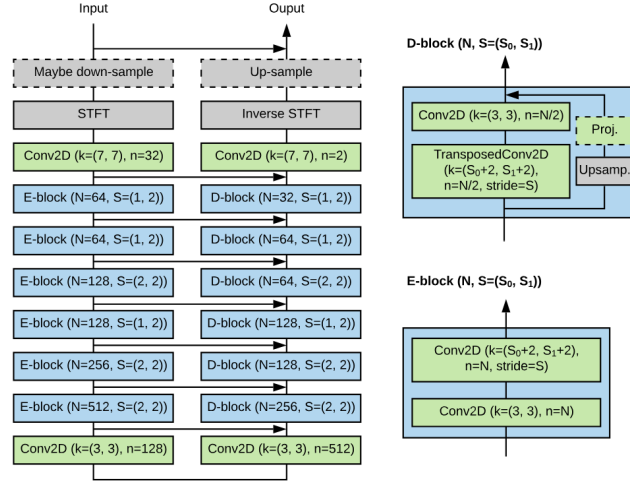 Input
Ouput
Maybe down-sample
Up-sample
STFT
Inverse STFT
Conv2D (k=(7, 7), n=32)
Conv2D (k=(7, 7), n=2)
E-block (N=64, S=(1, 2))
D-block (N=32, S=(1, 2))
E-block (N=64, S=(1, 2))
D-block (N=64, S=(1, 2))
E-block (N=128, S=(2, 2))
D-block (N=64, S=(2, 2))
E-block (N=128, S=(1, 2))
D-block (N=128, S=(1, 2))
E-block (N=256, S=(2, 2))
D-block (N=128, S=(2, 2))
E-block (N=512, S=(2, 2))
D-block (N=256, S=(2, 2))
Conv2D (k=(3, 3), n=128)
Conv2D (k=(3, 3), n=512)
D-block (N, S=(S₀, S₁))
Conv2D (k=(3, 3), n=N/2)
Proj.
TransposedConv2D
(k=(S₀+2, S₁+2),
n=N/2, stride=S)
Upsamp.
E-block (N, S=(S₀, S₁))
Conv2D (k=(S₀+2, S₁+2),
n=N, stride=S)
Conv2D (k=(3, 3), n=N)